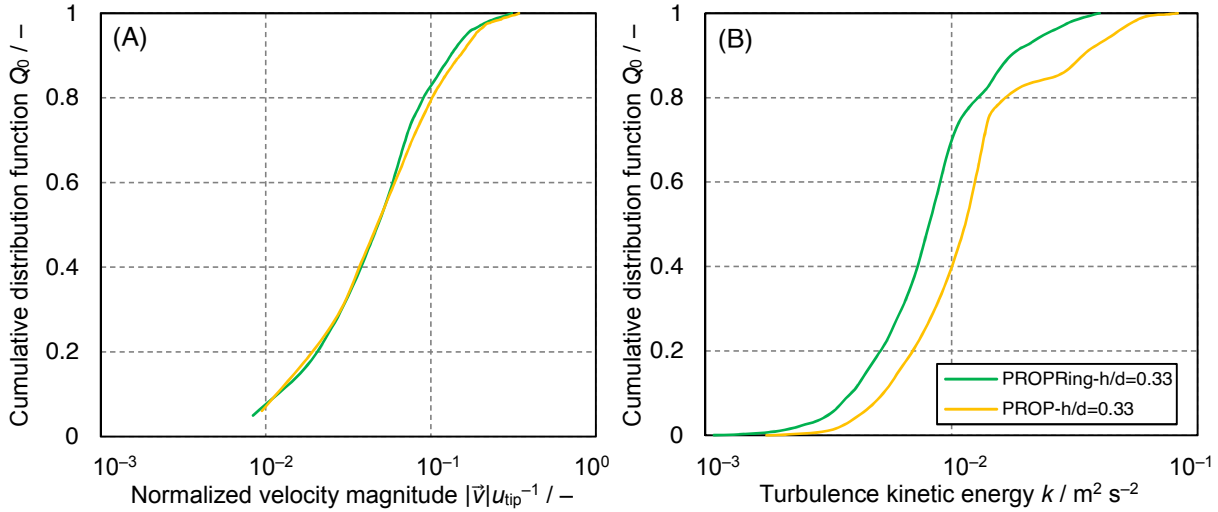 (A)
Cumulative distribution function Q₀ / –
1
0.8
0.6
0.4
0.2
0
10⁻³
10⁻²
10⁻¹
10⁰
Normalized velocity magnitude |v⃗|u_tip⁻¹ / –
(B)
Cumulative distribution function Q₀ / –
1
0.8
0.6
0.4
0.2
0
PROPRing-h/d=0.33
PROP-h/d=0.33
10⁻³
10⁻²
10⁻¹
Turbulence kinetic energy k / m² s⁻²